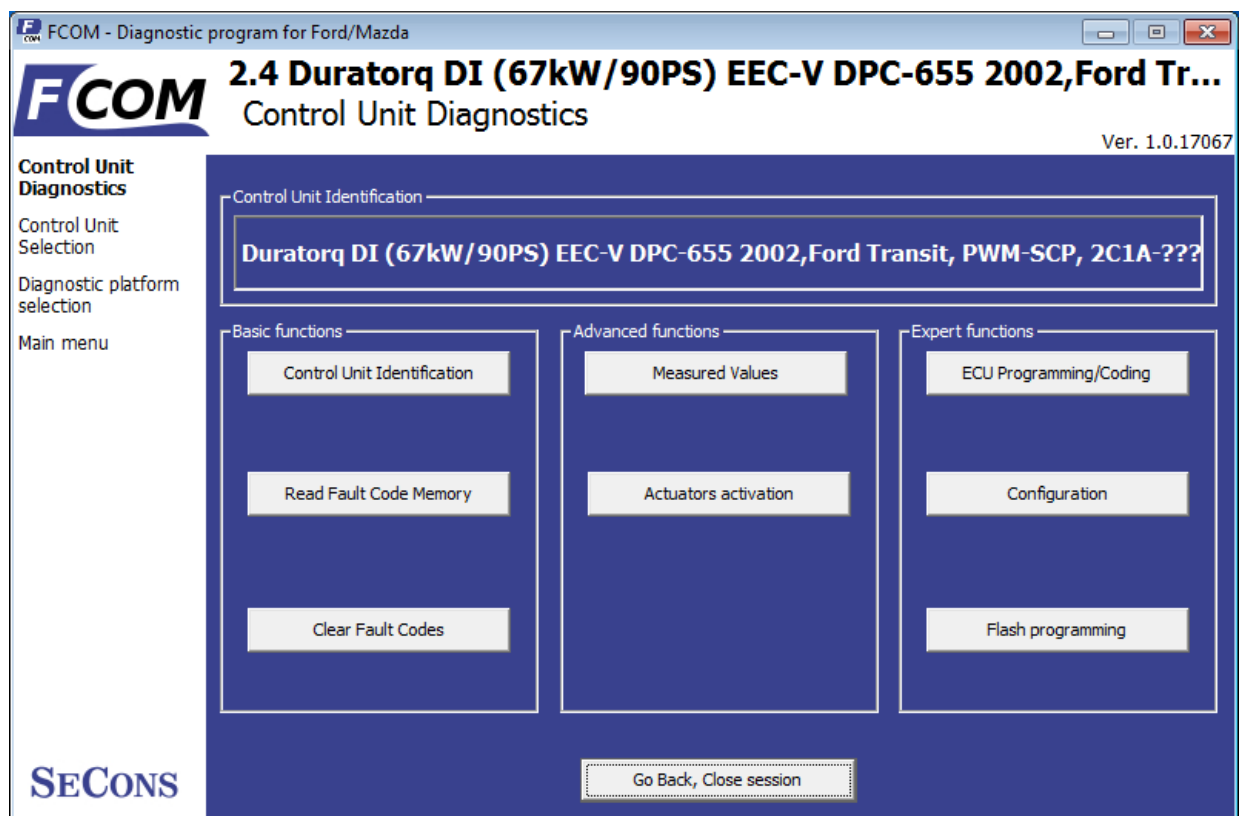 FCOM - Diagnostic program for Ford/Mazda
FCOM
2.4 Duratorq DI (67kW/90PS) EEC-V DPC-655 2002,Ford Tr...
Control Unit Diagnostics
Ver. 1.0.17067
Control Unit
Diagnostics
Control Unit
Selection
Diagnostic platform
selection
Main menu
Control Unit Identification
Duratorq DI (67kW/90PS) EEC-V DPC-655 2002,Ford Transit, PWM-SCP, 2C1A-???
Basic functions
Control Unit Identification
Read Fault Code Memory
Clear Fault Codes
Advanced functions
Measured Values
Actuators activation
Expert functions
ECU Programming/Coding
Configuration
Flash programming
Go Back, Close session
SECONS